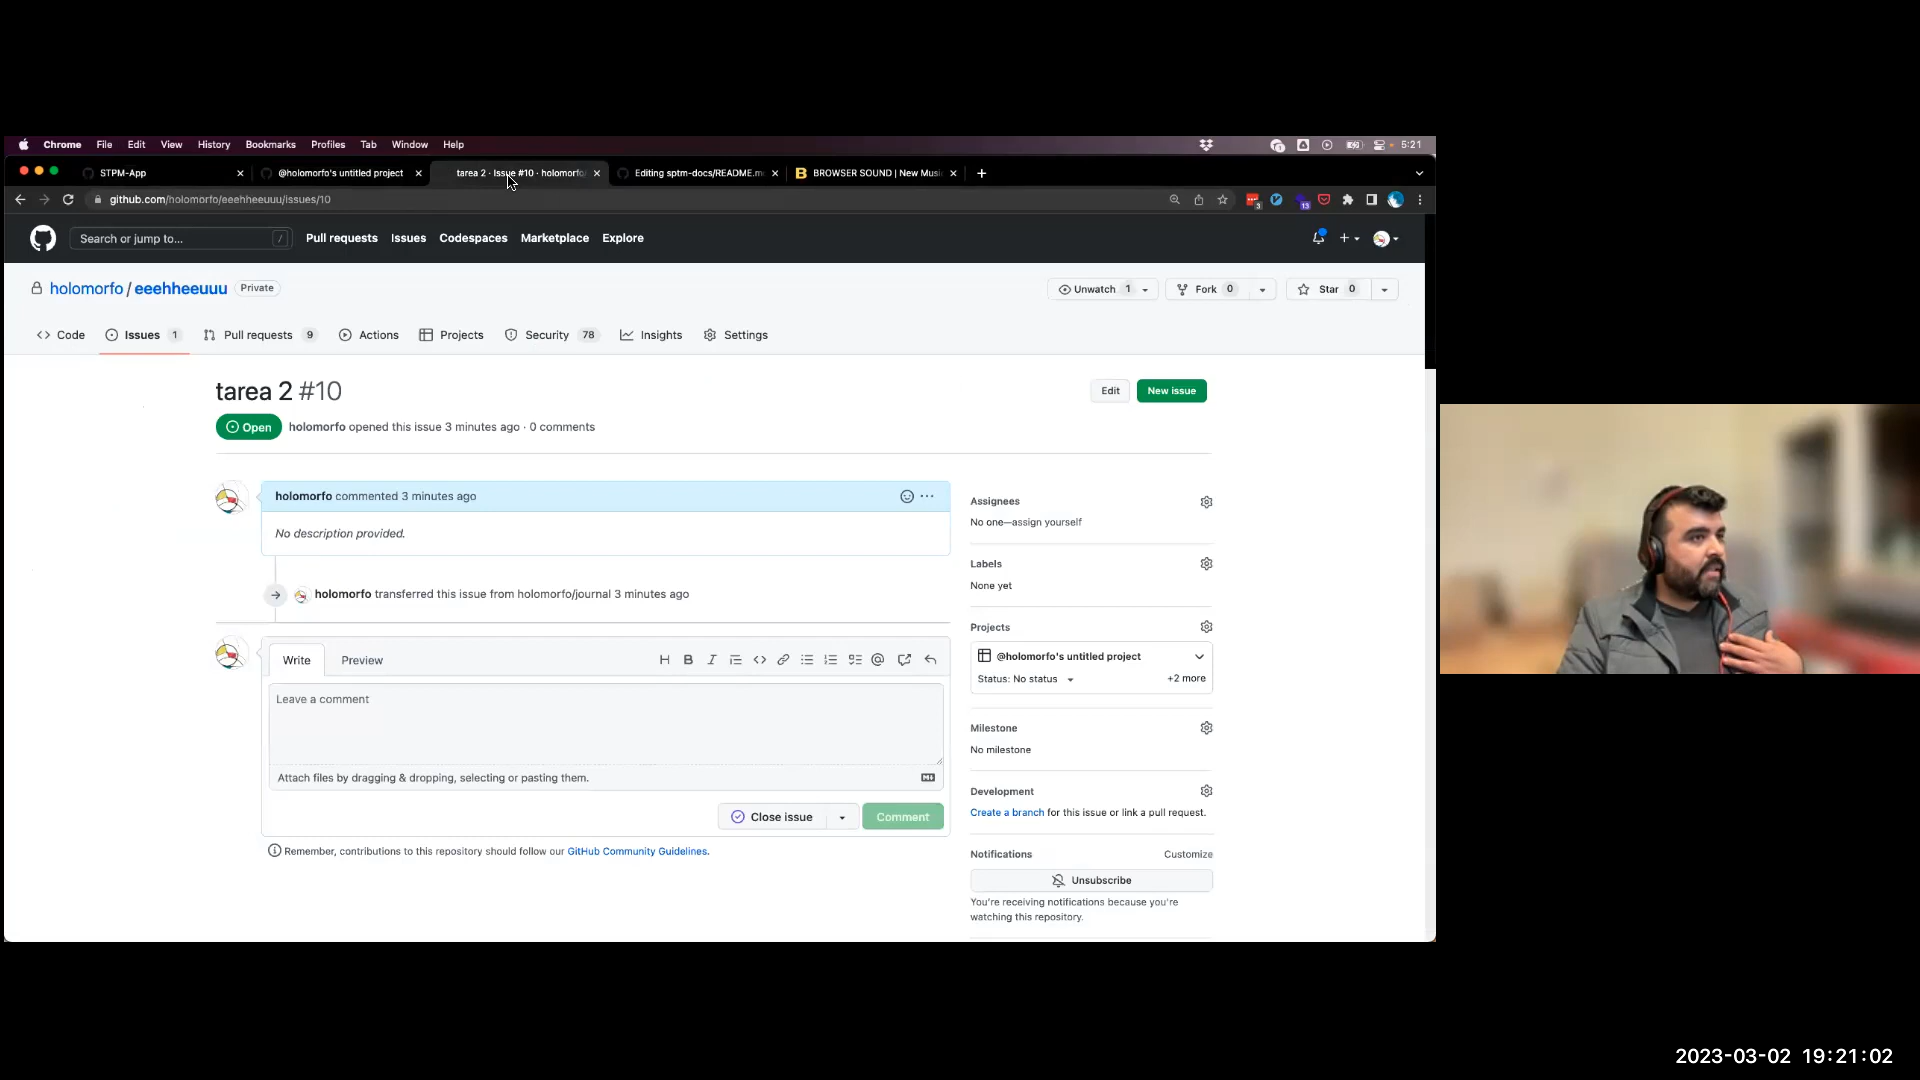 Chrome File Edit View History Bookmarks Profiles Tab Window Help 5:21
STPM-App @holomorfo's untitled project tarea 2 · Issue #10 · holomorfo/ Editing sptm-docs/README.m BROWSER SOUND | New Musi
github.com/holomorfo/eeehheeuuu/issues/10 3 13
Search or jump to... / Pull requests Issues Codespaces Marketplace Explore
holomorfo / eeehheeuuu Private Unwatch 1 Fork 0 Star 0
Code Issues 1 Pull requests 9 Actions Projects Security 78 Insights Settings
tarea 2 #10 Edit New issue
Open holomorfo opened this issue 3 minutes ago · 0 comments
holomorfo commented 3 minutes ago
No description provided.
holomorfo transferred this issue from holomorfo/journal 3 minutes ago
Write Preview
Leave a comment
Attach files by dragging & dropping, selecting or pasting them.
Close issue Comment
Remember, contributions to this repository should follow our GitHub Community Guidelines.
Assignees
No one—assign yourself
Labels
None yet
Projects
@holomorfo's untitled project
Status: No status +2 more
Milestone
No milestone
Development
Create a branch for this issue or link a pull request.
Notifications Customize
Unsubscribe
You're receiving notifications because you're
watching this repository.
2023-03-02 19:21:02